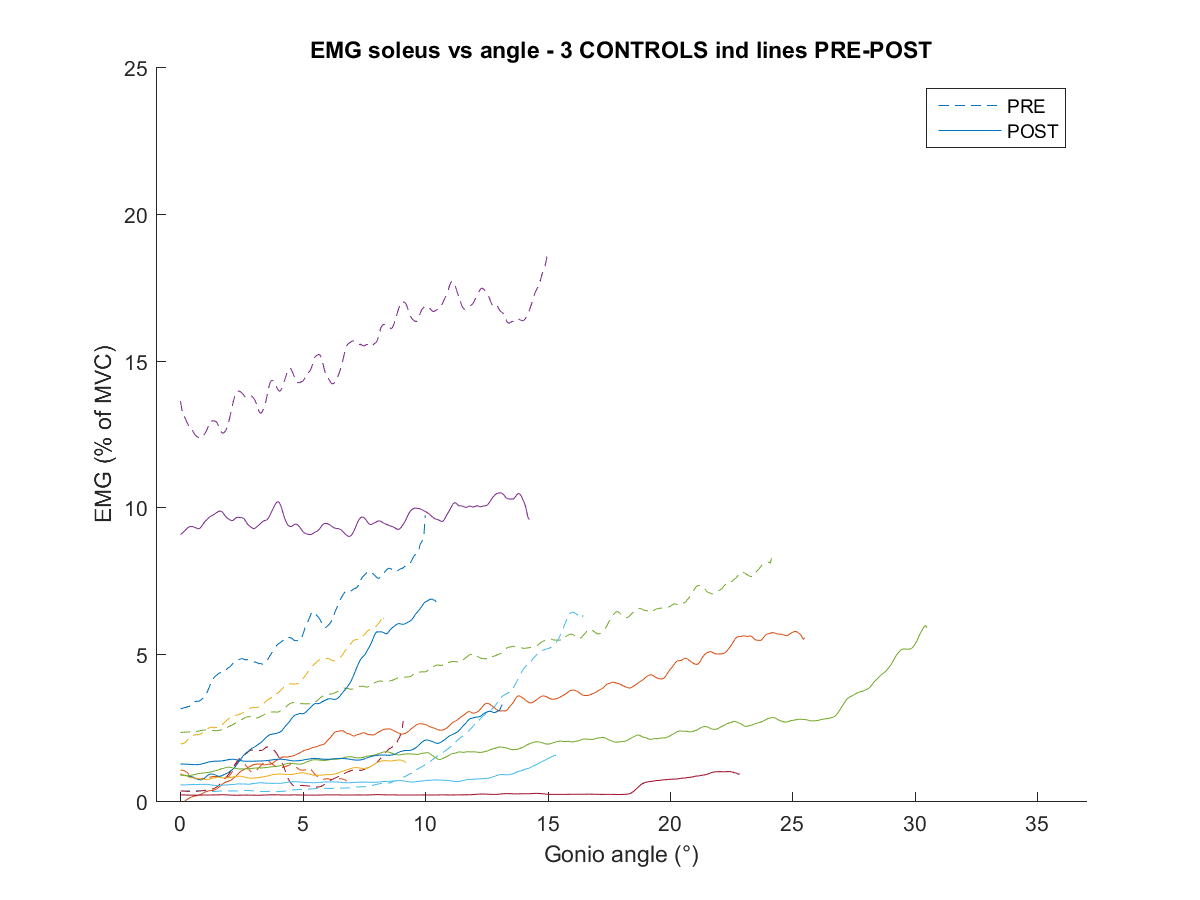 EMG soleus vs angle - 3 CONTROLS ind lines PRE-POST
25
20
15
10
5
0
EMG (% of MVC)
PRE
POST
0 5 10 15 20 25 30 35
Gonio angle (°)